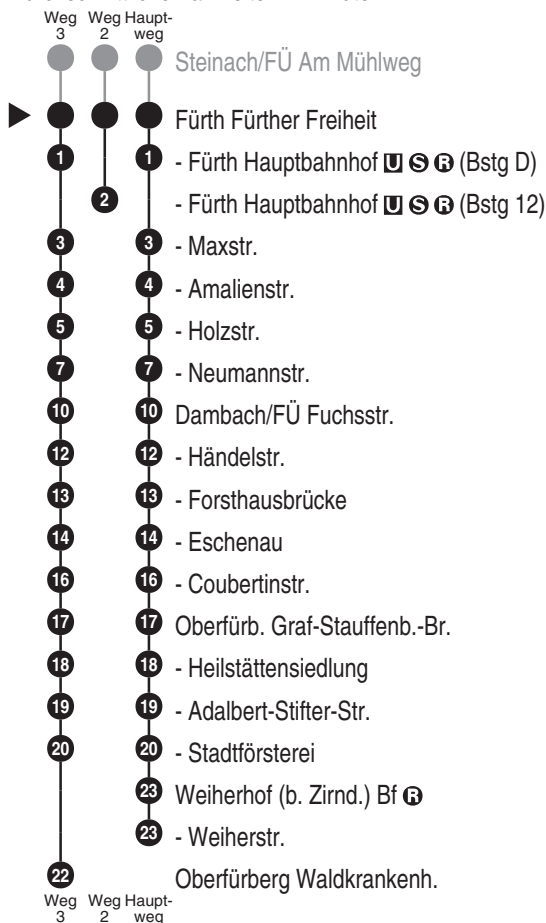 Weg Weg Haupt-
3 2 weg
Steinach/FÜ Am Mühlweg
Fürth Fürther Freiheit
1 1 - Fürth Hauptbahnhof U S R (Bstg D)
2 - Fürth Hauptbahnhof U S R (Bstg 12)
3 3 - Maxstr.
4 4 - Amalienstr.
5 5 - Holzstr.
7 7 - Neumannstr.
10 10 Dambach/FÜ Fuchsstr.
12 12 - Händelstr.
13 13 - Forsthausbrücke
14 14 - Eschenau
16 16 - Coubertinstr.
17 17 Oberfürb. Graf-Stauffenb.-Br.
18 18 - Heilstättensiedlung
19 19 - Adalbert-Stifter-Str.
20 20 - Stadtförsterei
23 Weiherhof (b. Zirnd.) Bf R
23 - Weiherstr.
22 Oberfürberg Waldkrankenh.
Weg Weg Haupt-
3 2 weg